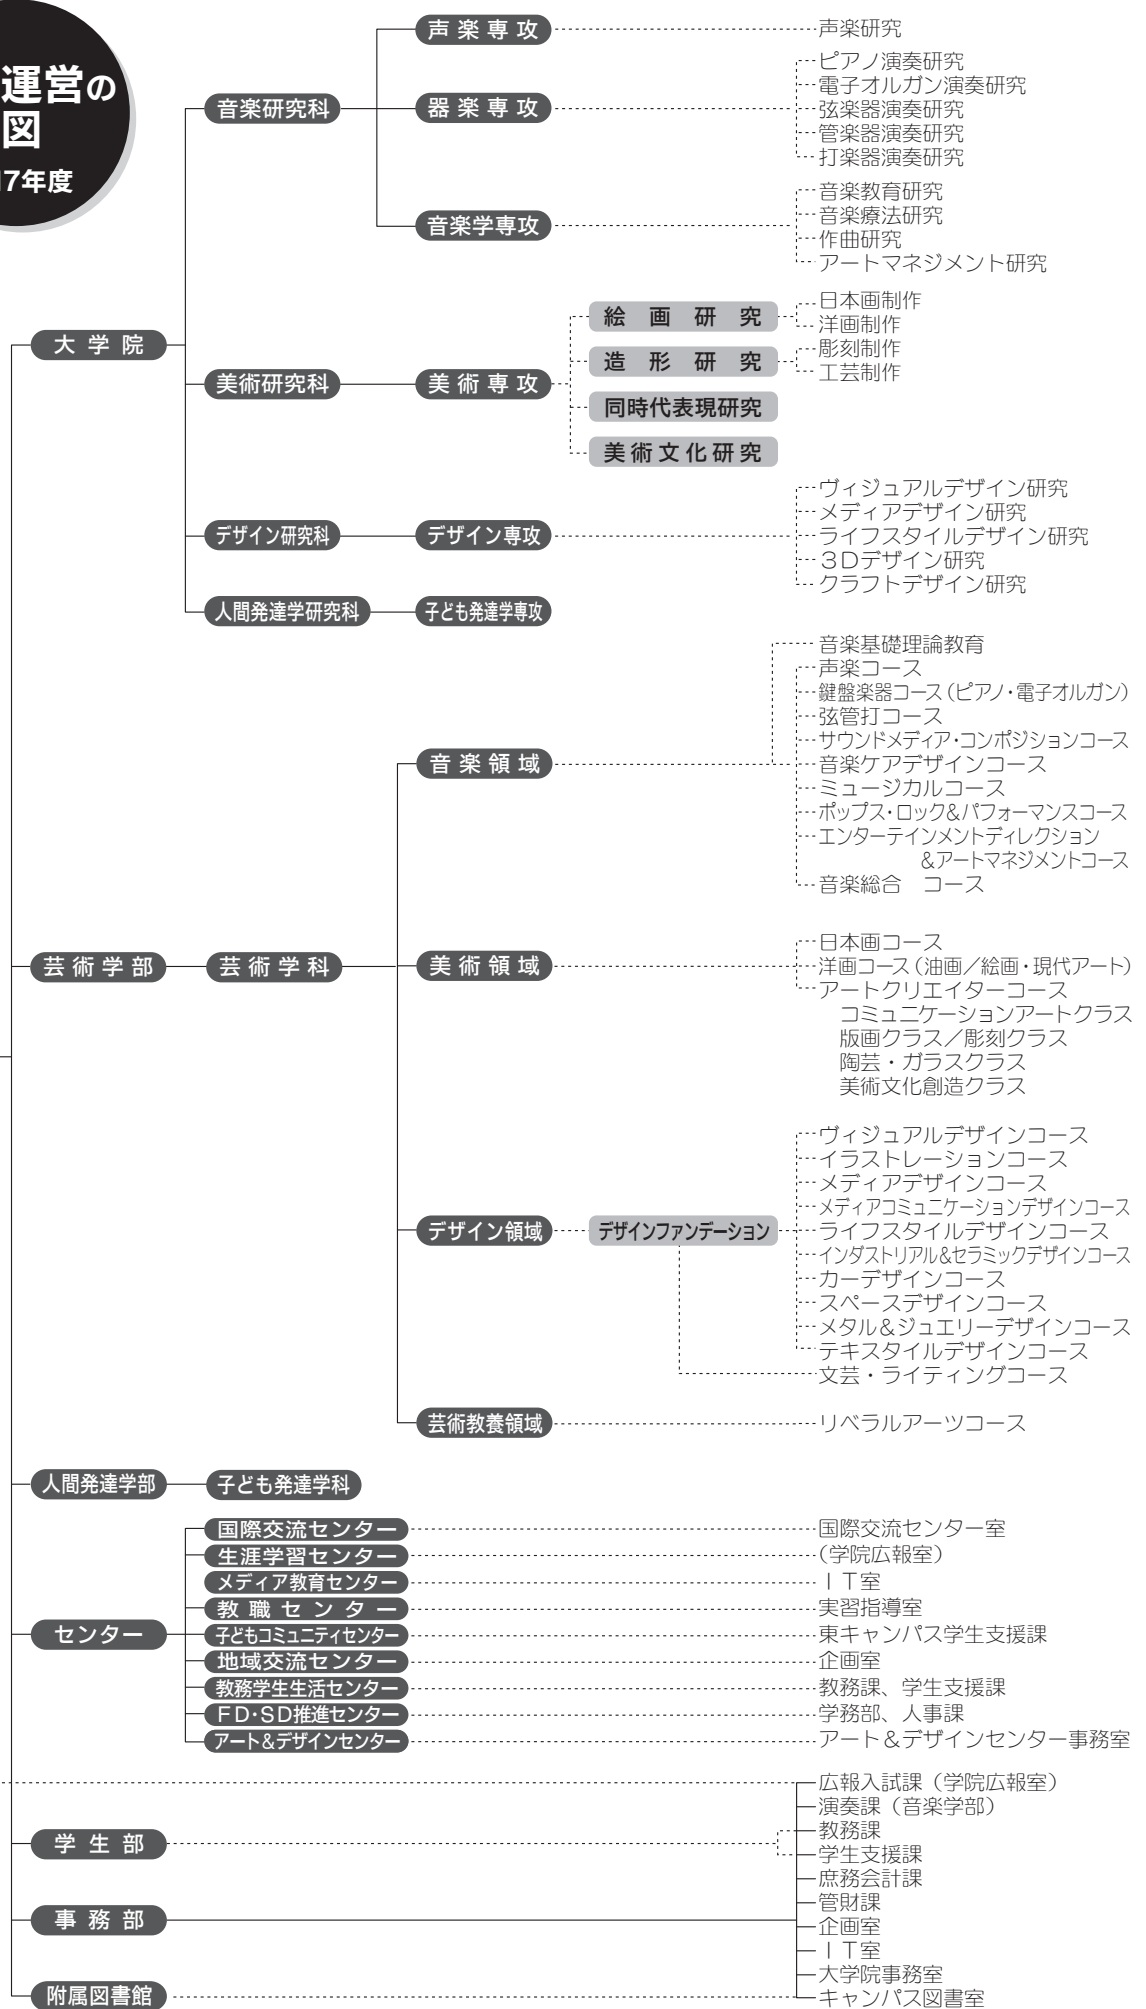 運営の
図
17年度
声楽専攻
声楽研究
ピアノ演奏研究
電子オルガン演奏研究
音楽研究科
器楽専攻
弦楽器演奏研究
管楽器演奏研究
打楽器演奏研究
音楽学専攻
音楽教育研究
音楽療法研究
作曲研究
アートマネジメント研究
大学院
美術研究科
美術専攻
絵画研究
日本画制作
洋画制作
造形研究
彫刻制作
工芸制作
同時代表現研究
美術文化研究
デザイン研究科
デザイン専攻
ヴィジュアルデザイン研究
メディアデザイン研究
ライフスタイルデザイン研究
3Dデザイン研究
クラフトデザイン研究
人間発達学研究科
子ども発達学専攻
芸術学部
芸術学科
音楽領域
音楽基礎理論教育
声楽コース
鍵盤楽器コース(ピアノ・電子オルガン)
弦管打コース
サウンドメディア・コンポジションコース
音楽ケアデザインコース
ミュージカルコース
ポップス・ロック&パフォーマンスコース
エンターテインメントディレクション
&アートマネジメントコース
音楽総合 コース
美術領域
日本画コース
洋画コース(油画/絵画・現代アート)
アートクリエイターコース
コミュニケーションアートクラス
版画クラス/彫刻クラス
陶芸・ガラスクラス
美術文化創造クラス
デザイン領域
デザインファンデーション
ヴィジュアルデザインコース
イラストレーションコース
メディアデザインコース
メディアコミュニケーションデザインコース
ライフスタイルデザインコース
インダストリアル&セラミックデザインコース
カーデザインコース
スペースデザインコース
メタル&ジュエリーデザインコース
テキスタイルデザインコース
文芸・ライティングコース
芸術教養領域
リベラルアーツコース
人間発達学部
子ども発達学科
センター
国際交流センター
国際交流センター室
生涯学習センター
(学院広報室)
メディア教育センター
IT室
教職センター
実習指導室
子どもコミュニティセンター
東キャンパス学生支援課
地域交流センター
企画室
教務学生生活センター
教務課、学生支援課
FD・SD推進センター
学務部、人事課
アート&デザインセンター
アート&デザインセンター事務室
広報入試課(学院広報室)
演奏課(音楽学部)
学生部
教務課
学生支援課
庶務会計課
管財課
事務部
企画室
IT室
大学院事務室
附属図書館
キャンパス図書室